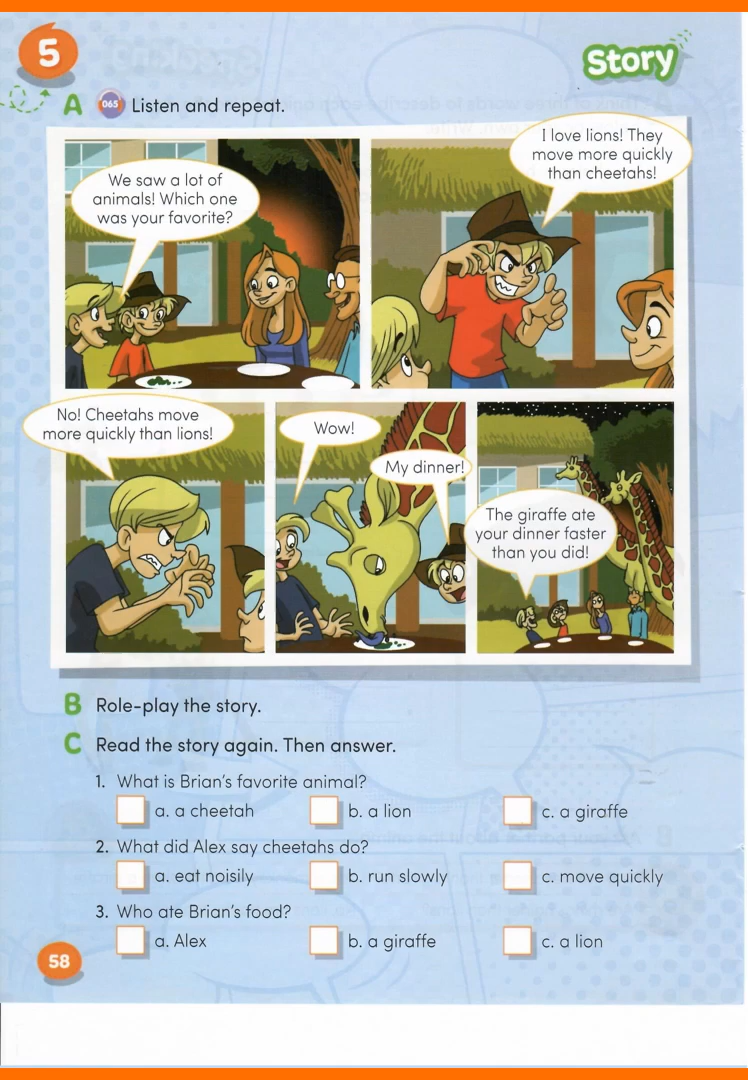 5
Story
A 065 Listen and repeat.
We saw a lot of
animals! Which one
was your favorite?
I love lions! They
move more quickly
than cheetahs!
No! Cheetahs move
more quickly than lions!
Wow!
My dinner!
The giraffe ate
your dinner faster
than you did!
B Role-play the story.
C Read the story again. Then answer.
1. What is Brian's favorite animal?
a. a cheetah b. a lion c. a giraffe
2. What did Alex say cheetahs do?
a. eat noisily b. run slowly c. move quickly
3. Who ate Brian's food?
a. Alex b. a giraffe c. a lion
58